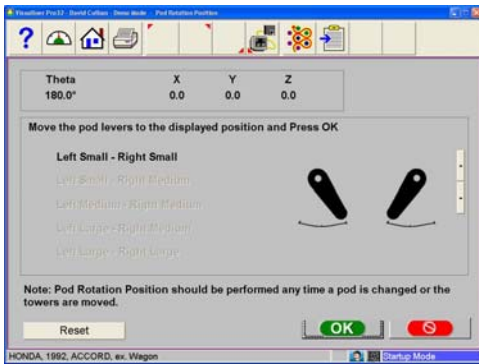 Visualiner Pro32 - David Collian - Demo Mode - Pod Rotation Position
?
Theta X Y Z
180.0° 0.0 0.0 0.0
Move the pod levers to the displayed position and Press OK
Left Small - Right Small
Left Small - Right Medium
Left Medium - Right Medium
Left Large - Right Medium
Left Large - Right Large
Note: Pod Rotation Position should be performed any time a pod is changed or the
towers are moved.
Reset
OK
HONDA, 1992, ACCORD, ex. Wagon
Startup Mode